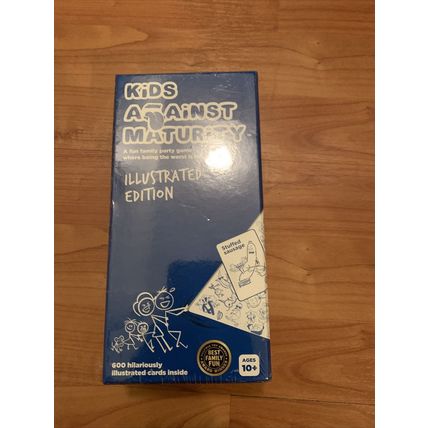 KiDS
AGAiNST
MATURiTY
A fun family party game
where being the worst
ILLUSTRATED
EDITION
Stuffed
sausage
BEST
FAMILY
FUN
600 hilariously
illustrated cards inside
AGES
10+